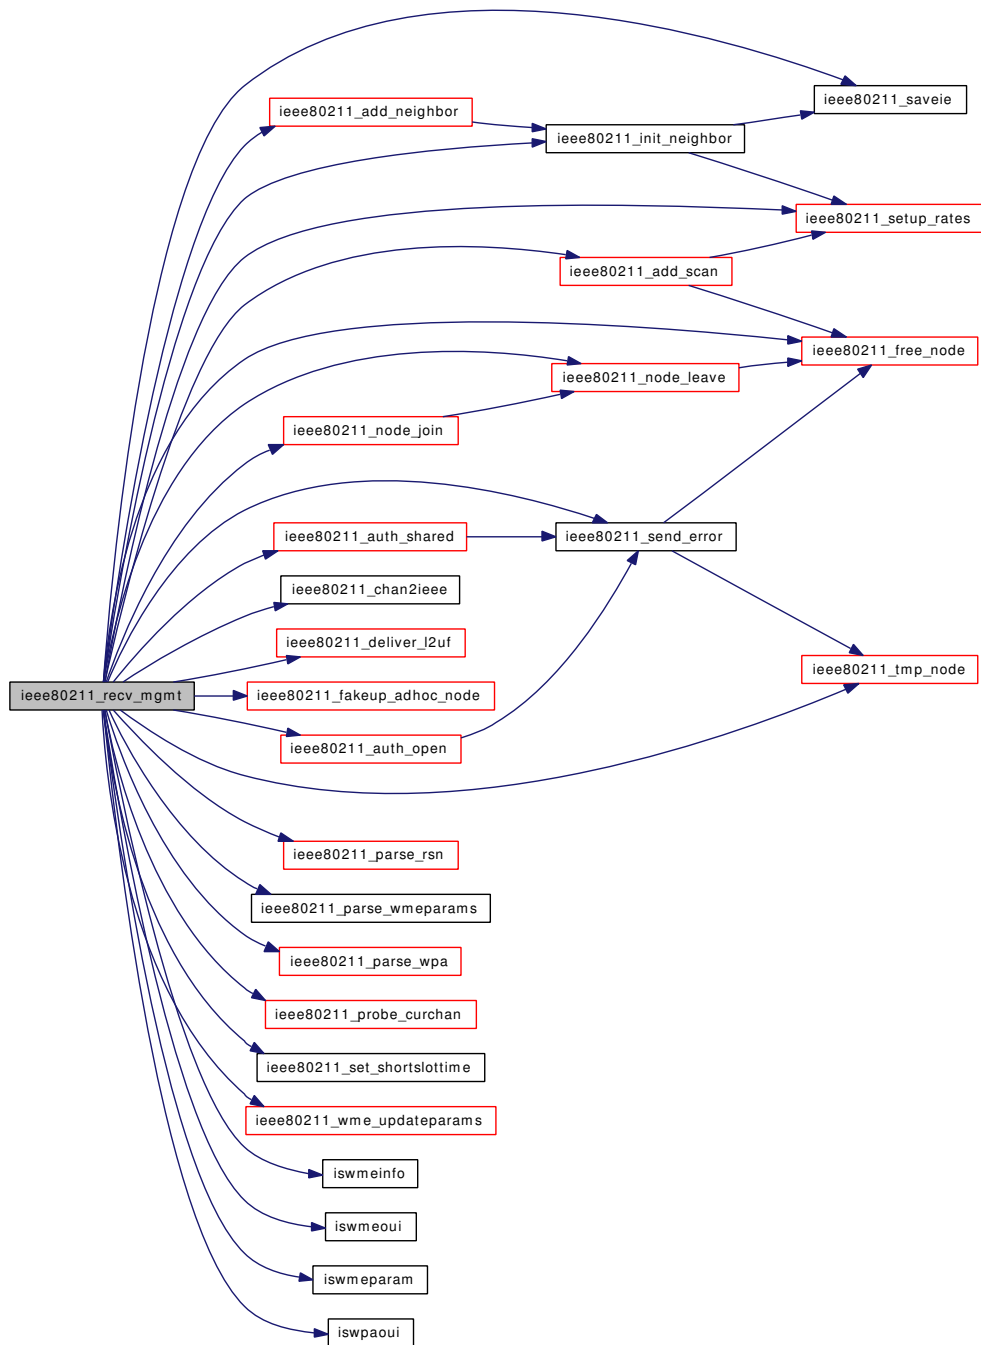 ieee80211_saveie
ieee80211_add_neighbor
ieee80211_init_neighbor
ieee80211_setup_rates
ieee80211_add_scan
ieee80211_free_node
ieee80211_node_leave
ieee80211_node_join
ieee80211_auth_shared
ieee80211_send_error
ieee80211_chan2ieee
ieee80211_deliver_l2uf
ieee80211_tmp_node
ieee80211_recv_mgmt
ieee80211_fakeup_adhoc_node
ieee80211_auth_open
ieee80211_parse_rsn
ieee80211_parse_wmeparams
ieee80211_parse_wpa
ieee80211_probe_curchan
ieee80211_set_shortslottime
ieee80211_wme_updateparams
iswmeinfo
iswmeoui
iswmeparam
iswpaoui